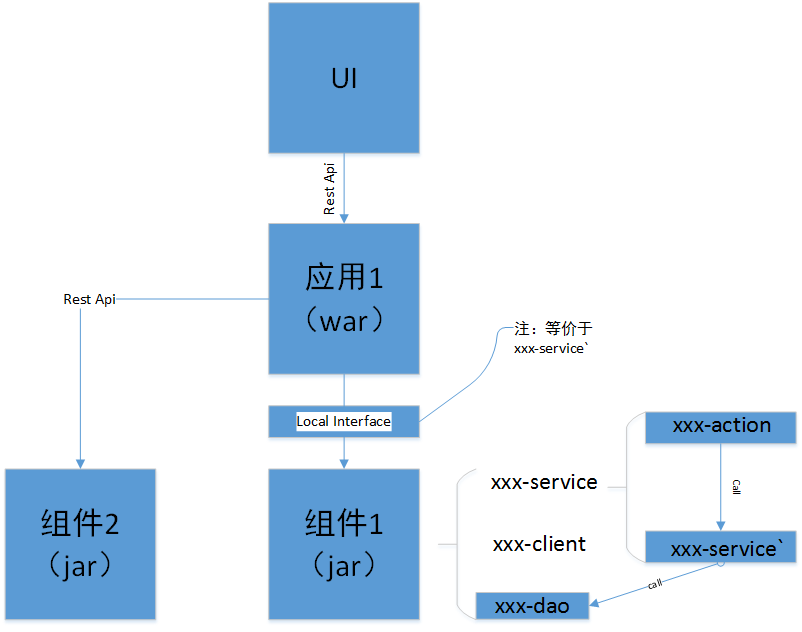 UI
Rest Api
应用1
（war）
Rest Api
注：等价于
xxx-service`
Local Interface
xxx-action
Call
xxx-service`
组件2
（jar）
组件1
（jar）
xxx-service
xxx-client
xxx-dao
call